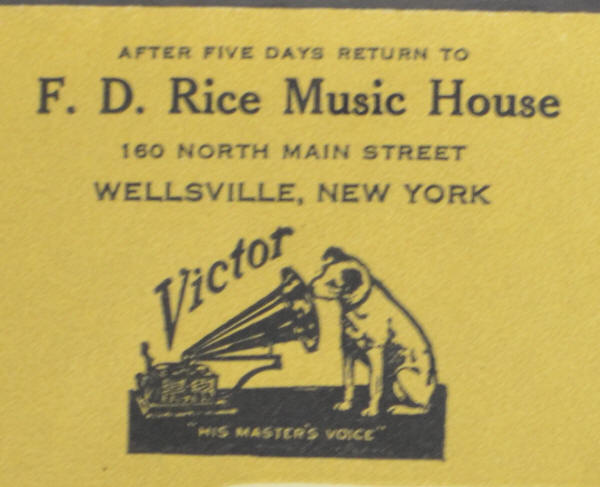 AFTER FIVE DAYS RETURN TO
F. D. Rice Music House
160 NORTH MAIN STREET
WELLSVILLE, NEW YORK
Victor
"HIS MASTER'S VOICE"